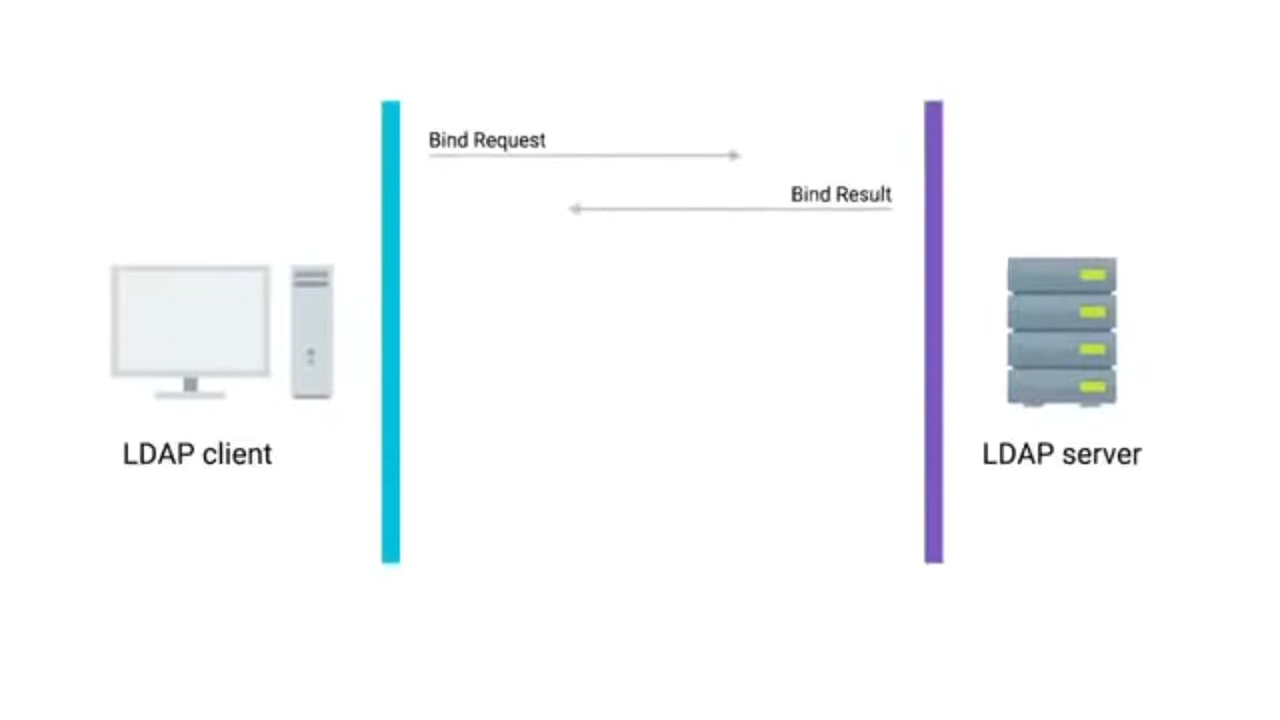 Bind Request
Bind Result
LDAP client
LDAP server